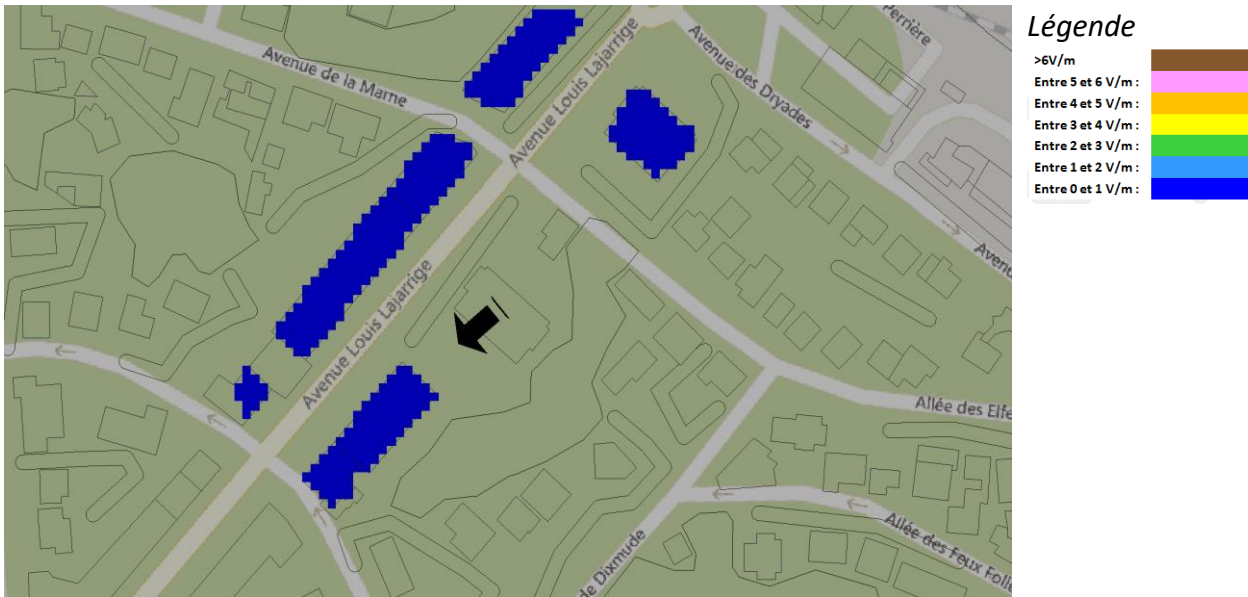 Légende
>6V/m
Entre 5 et 6 V/m :
Entre 4 et 5 V/m :
Entre 3 et 4 V/m :
Entre 2 et 3 V/m :
Entre 1 et 2 V/m :
Entre 0 et 1 V/m :
Perrière
Avenue de la Marne
Avenue Louis Lajarrige
Avenue des Dryades
Avenu
Avenue Louis Lajarrige
Allée des Elfe
Allée des Feux Folle
de Dixmude